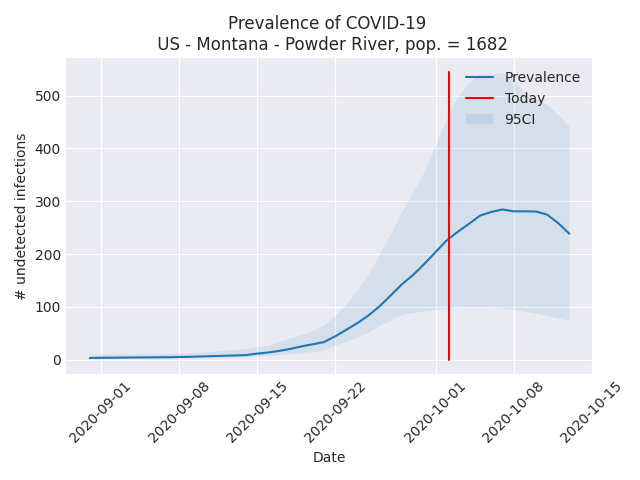 Prevalence of COVID-19
US - Montana - Powder River, pop. = 1682
Prevalence
Today
95CI
# undetected infections
500
400
300
200
100
0
2020-09-01
2020-09-08
2020-09-15
2020-09-22
2020-10-01
2020-10-08
2020-10-15
Date